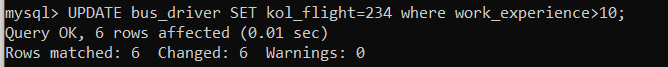 mysql> UPDATE bus_driver SET kol_flight=234 where work_experience>10;
Query OK, 6 rows affected (0.01 sec)
Rows matched: 6  Changed: 6  Warnings: 0